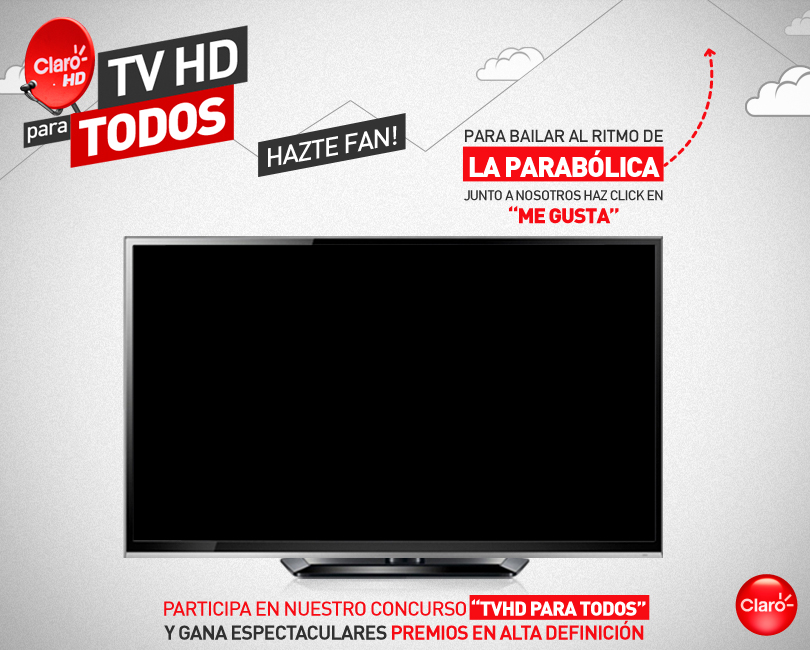 Claro-
HD
TV HD
para TODOS
HAZTE FAN!
PARA BAILAR AL RITMO DE
LA PARABÓLICA
JUNTO A NOSOTROS HAZ CLICK EN
“ME GUSTA”
PARTICIPA EN NUESTRO CONCURSO “TVHD PARA TODOS”
Y GANA ESPECTACULARES PREMIOS EN ALTA DEFINICIÓN
Claro-